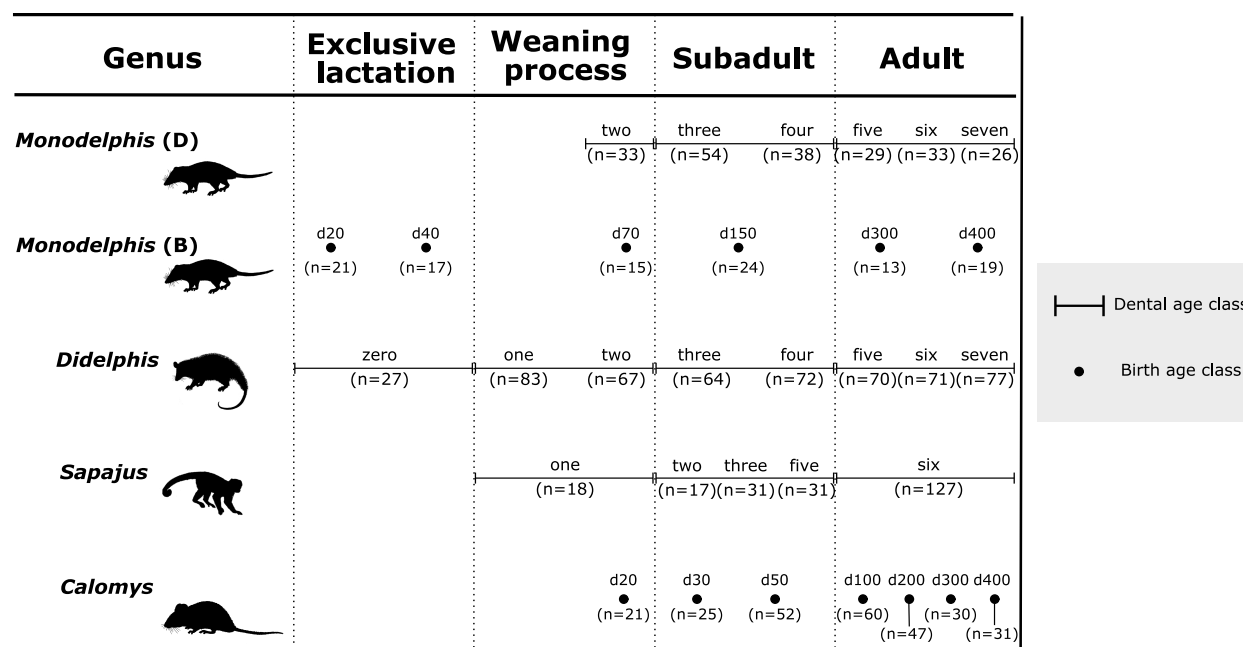 Genus Exclusive lactation Weaning process Subadult Adult
Monodelphis (D)
two three four five six seven
(n=33) (n=54) (n=38) (n=29) (n=33) (n=26)
Monodelphis (B)
d20 d40 d70 d150 d300 d400
(n=21) (n=17) (n=15) (n=24) (n=13) (n=19)
Didelphis
zero one two three four five six seven
(n=27) (n=83) (n=67) (n=64) (n=72) (n=70) (n=71) (n=77)
Sapajus
one two three five six
(n=18) (n=17) (n=31) (n=31) (n=127)
Calomys
d20 d30 d50 d100 d200 d300 d400
(n=21) (n=25) (n=52) (n=60) (n=30)
(n=47) (n=31)
Dental age class
Birth age class